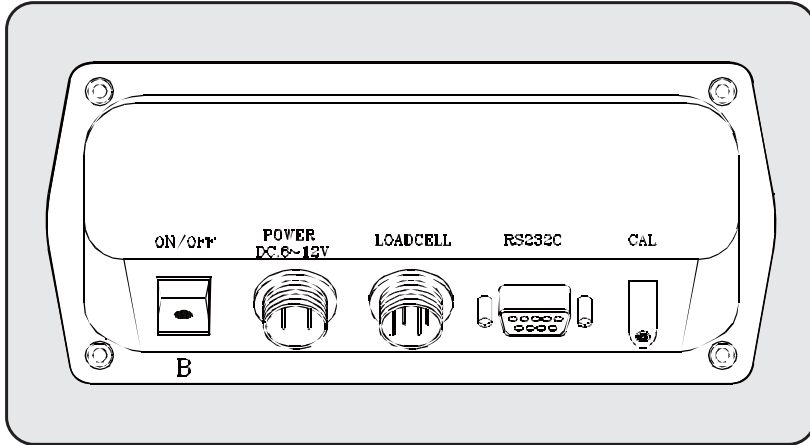 ON/OFF
POWER
DC.6~12V
LOADCELL
RS232C
CAL
B